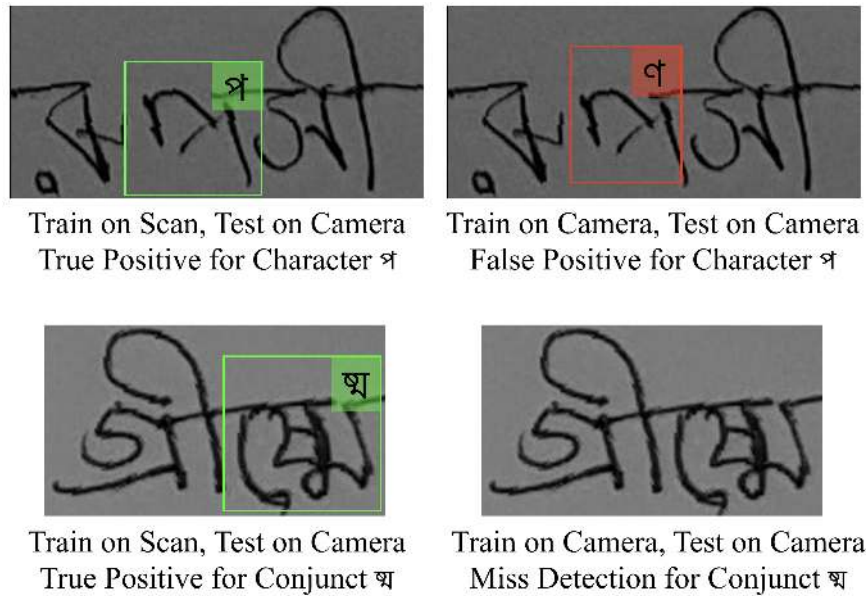 প
ণ
Train on Scan, Test on Camera
True Positive for Character প
Train on Camera, Test on Camera
False Positive for Character প
গ্রীষ্মে
ষ্ম
গ্রীষ্মে
Train on Scan, Test on Camera
True Positive for Conjunct ষ্ম
Train on Camera, Test on Camera
Miss Detection for Conjunct ষ্ম